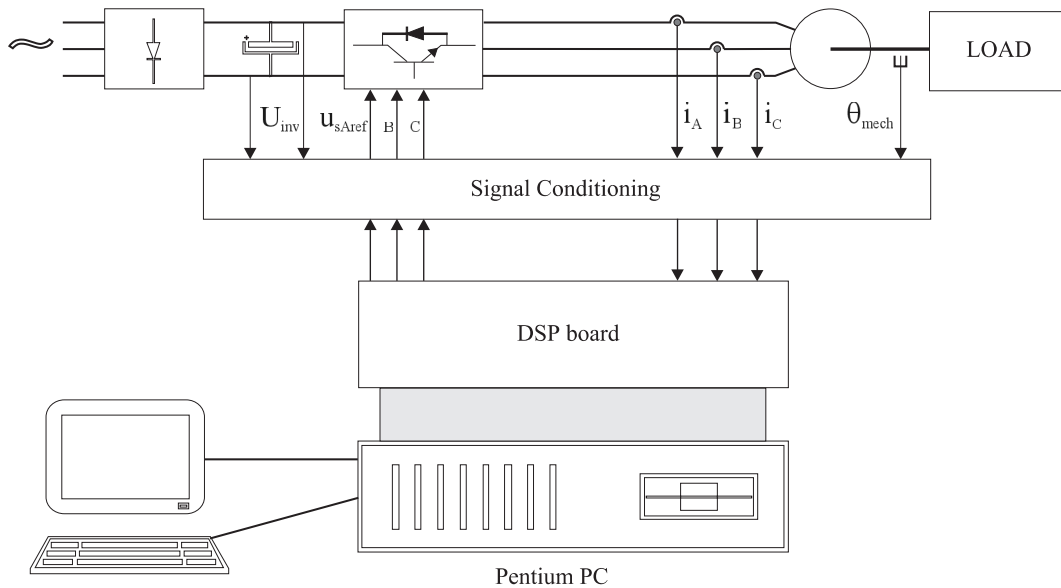 LOAD
U_inv
u_sAref
B
C
i_A
i_B
i_C
θ_mech
Signal Conditioning
DSP board
Pentium PC